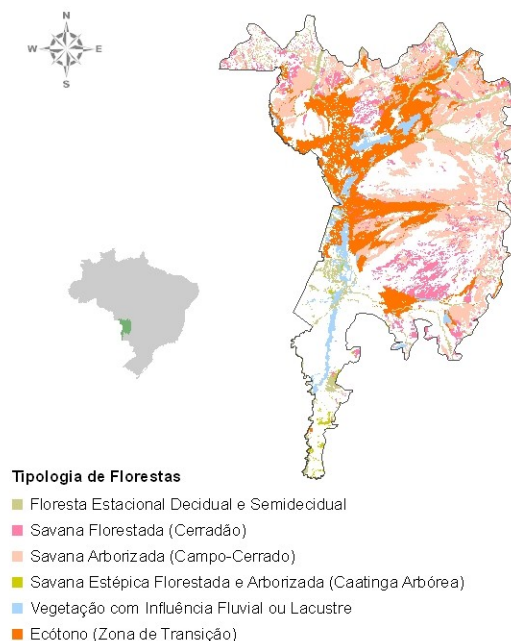 N
W E
S
Tipologia de Florestas
Floresta Estacional Decidual e Semidecidual
Savana Florestada (Cerradão)
Savana Arborizada (Campo-Cerrado)
Savana Estépica Florestada e Arborizada (Caatinga Arbórea)
Vegetação com Influência Fluvial ou Lacustre
Ecótono (Zona de Transição)